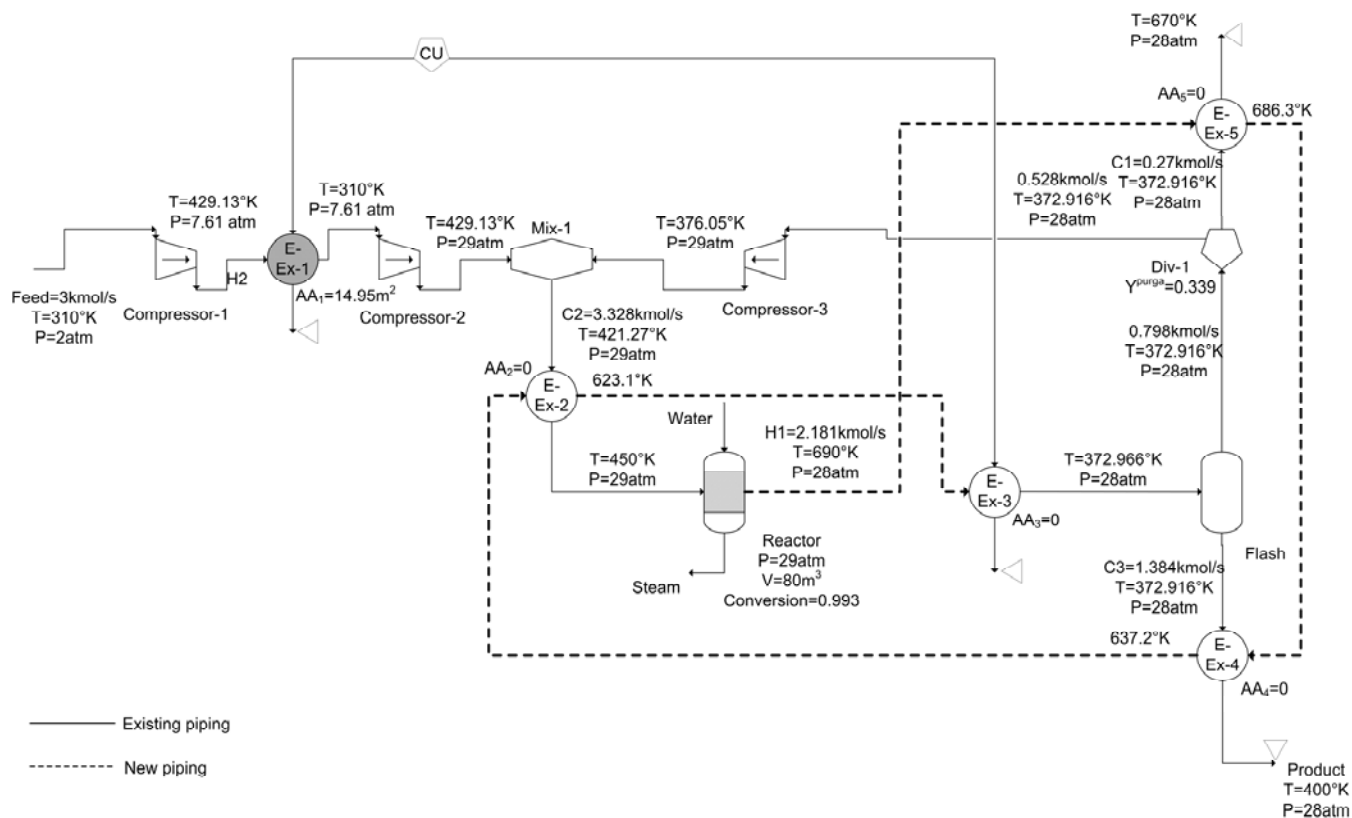 T=670°K
P=28atm
CU
AA₅=0
E-
Ex-5
686.3°K
C1=0.27kmol/s
T=372.916°K
P=28atm
0.528kmol/s
T=372.916°K
P=28atm
T=429.13°K
P=7.61 atm
T=310°K
P=7.61 atm
T=429.13°K
P=29atm
Mix-1
T=376.05°K
P=29atm
E-
Ex-1
H2
AA₁=14.95m²
Feed=3kmol/s
T=310°K
P=2atm
Compressor-1
Compressor-2
Compressor-3
Div-1
Yᵖᵘʳᵍᵃ=0.339
C2=3.328kmol/s
T=421.27°K
P=29atm
0.798kmol/s
T=372.916°K
P=28atm
AA₂=0
E-
Ex-2
623.1°K
Water
H1=2.181kmol/s
T=690°K
P=28atm
T=450°K
P=29atm
E-
Ex-3
AA₃=0
T=372.966°K
P=28atm
Reactor
P=29atm
V=80m³
Conversion=0.993
Steam
Flash
C3=1.384kmol/s
T=372.916°K
P=28atm
637.2°K
E-
Ex-4
AA₄=0
Existing piping
New piping
Product
T=400°K
P=28atm